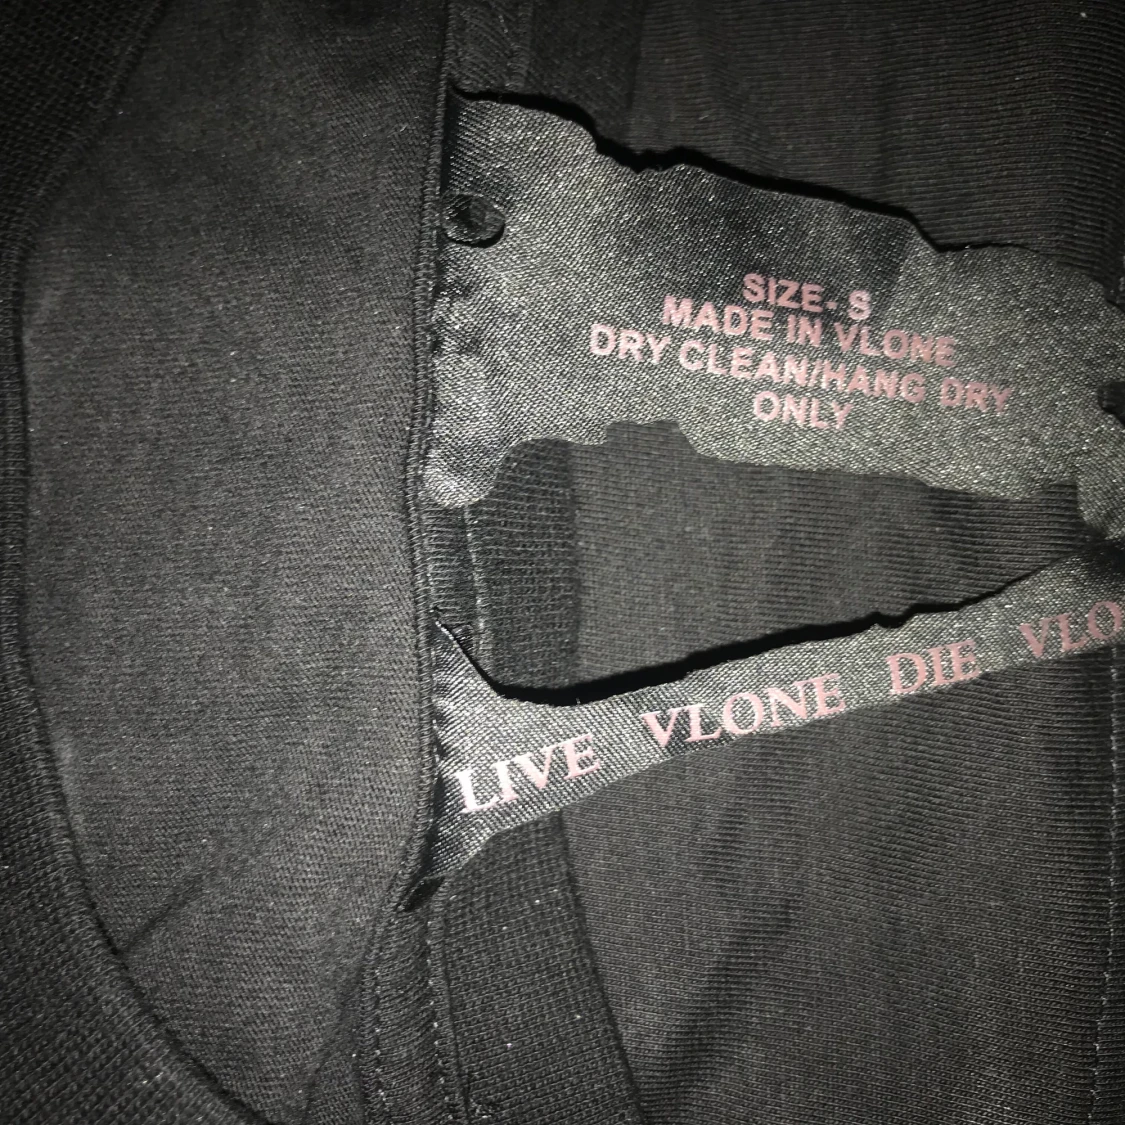 SIZE- S
MADE IN VLONE
DRY CLEAN/HANG DRY
ONLY
LIVE VLONE DIE VLO